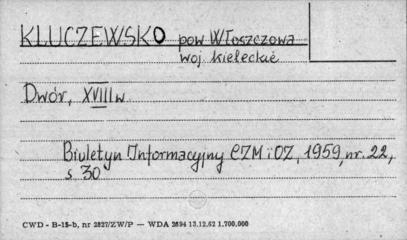 KLUCZEWSKO pow Włoszczowa
woj kieleckie
Dwór, XVIII w
Biuletyn Informacyjny CZM i OZ, 1959, nr. 22,
s 30
CWD - B-15-b, nr 2827/ZW/P — WDA 2694 13.12.62 1.700.000